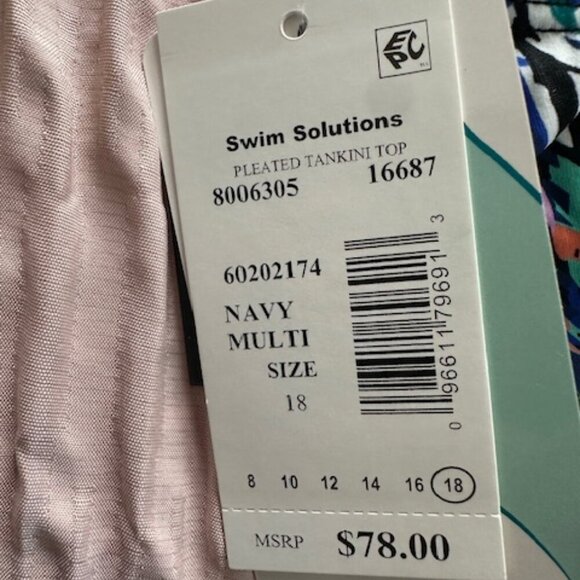 EPC
Swim Solutions
PLEATED TANKINI TOP
8006305 16687
60202174
NAVY
MULTI
SIZE
18
0 96611 79691 3
8 10 12 14 16 18
MSRP $78.00